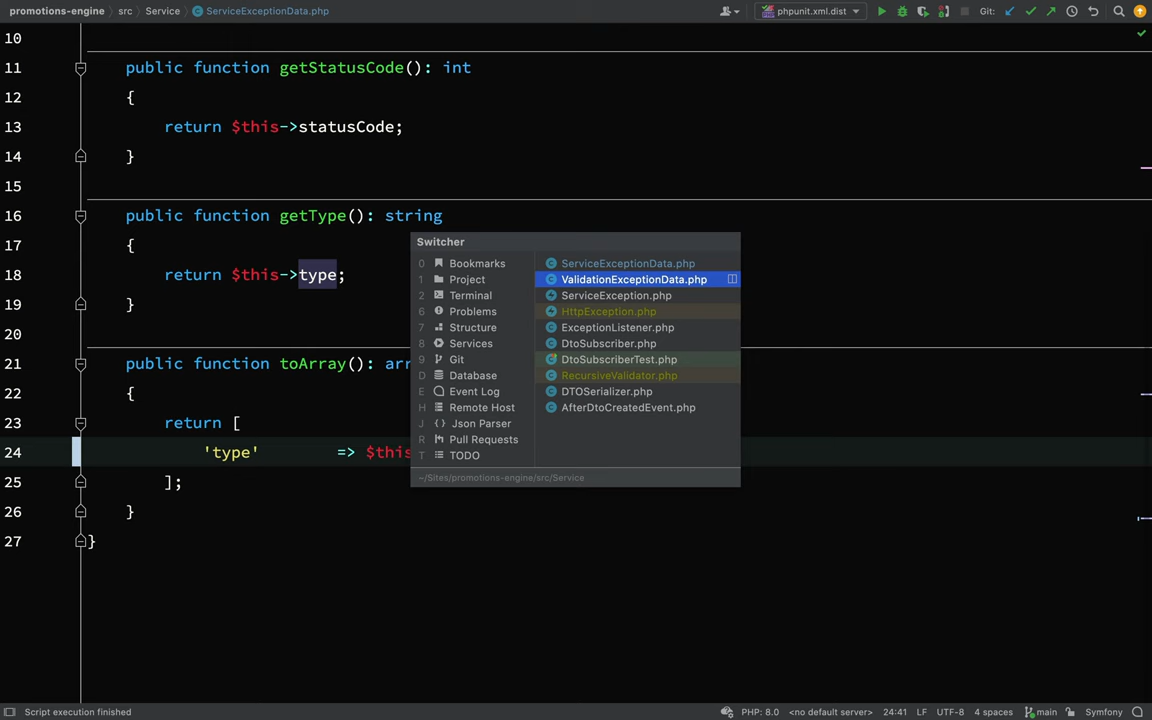 promotions-engine src Service ServiceExceptionData.php phpunit.xml.dist Git:
10
11 public function getStatusCode(): int
12 {
13 return $this->statusCode;
14 }
15
16 public function getType(): string
17 {
18 return $this->type;
19 }
20
21 public function toArray(): arr
22 {
23 return [
24 'type' => $this
25 ];
26 }
27 }
Switcher
0 Bookmarks
1 Project
2 Terminal
6 Problems
7 Structure
8 Services
9 Git
D Database
E Event Log
H Remote Host
J {} Json Parser
R Pull Requests
T TODO
ServiceExceptionData.php
ValidationExceptionData.php
ServiceException.php
HttpException.php
ExceptionListener.php
DtoSubscriber.php
DtoSubscriberTest.php
RecursiveValidator.php
DTOSerializer.php
AfterDtoCreatedEvent.php
~/Sites/promotions-engine/src/Service
Script execution finished PHP: 8.0 <no default server> 24:41 LF UTF-8 4 spaces main Symfony